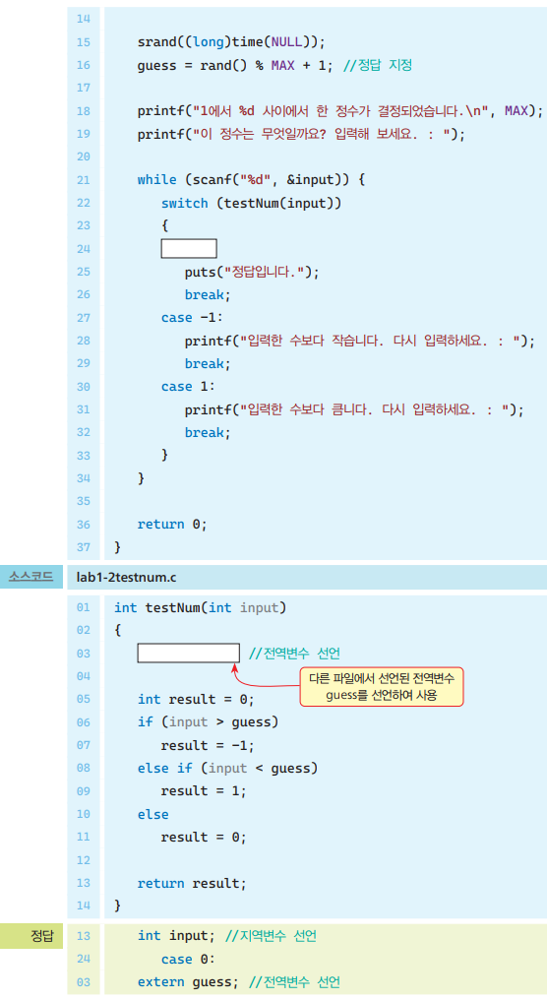 14
15 srand((long)time(NULL));
16 guess = rand() % MAX + 1; //정답 지정
17
18 printf("1에서 %d 사이에서 한 정수가 결정되었습니다.\n", MAX);
19 printf("이 정수는 무엇일까요? 입력해 보세요. : ");
20
21 while (scanf("%d", &input)) {
22 switch (testNum(input))
23 {
24
25 puts("정답입니다.");
26 break;
27 case -1:
28 printf("입력한 수보다 작습니다. 다시 입력하세요. : ");
29 break;
30 case 1:
31 printf("입력한 수보다 큽니다. 다시 입력하세요. : ");
32 break;
33 }
34 }
35
36 return 0;
37 }
소스코드 lab1-2testnum.c
01 int testNum(int input)
02 {
03 //전역변수 선언
04
다른 파일에서 선언된 전역변수
guess를 선언하여 사용
05 int result = 0;
06 if (input > guess)
07 result = -1;
08 else if (input < guess)
09 result = 1;
10 else
11 result = 0;
12
13 return result;
14 }
정답 13 int input; //지역변수 선언
24 case 0:
03 extern guess; //전역변수 선언